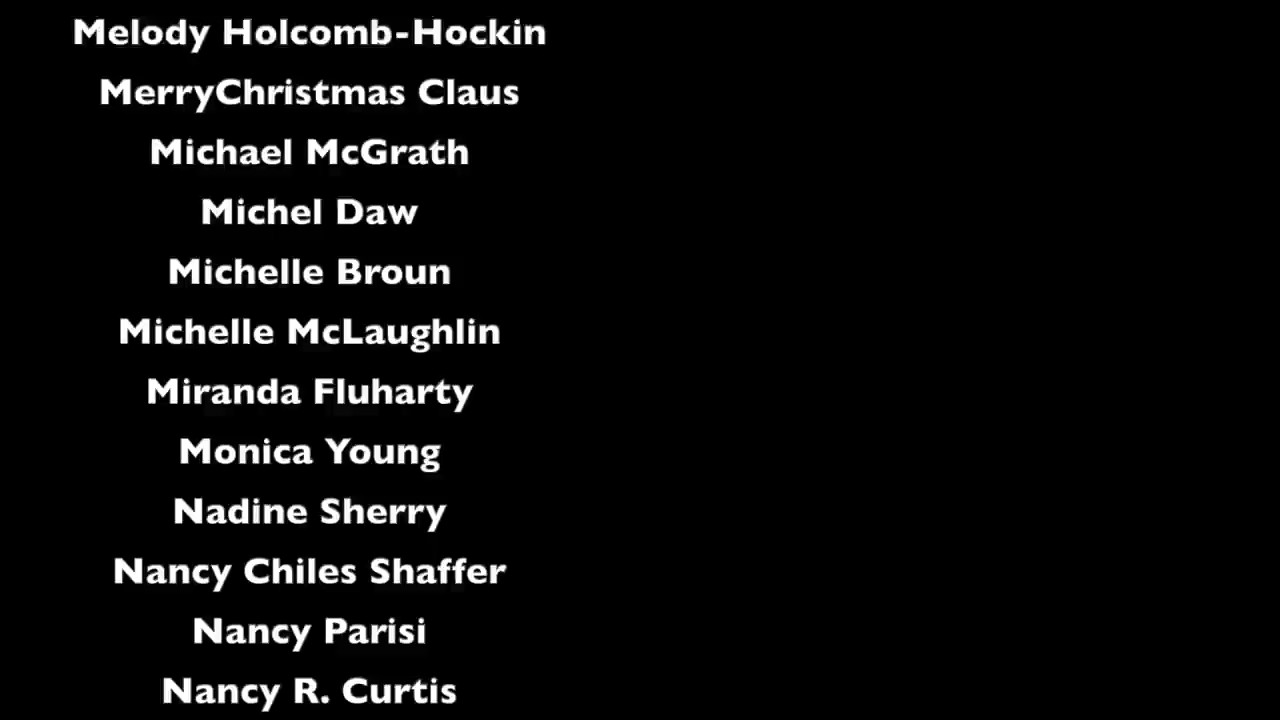 Melody Holcomb-Hockin
MerryChristmas Claus
Michael McGrath
Michel Daw
Michelle Broun
Michelle McLaughlin
Miranda Fluharty
Monica Young
Nadine Sherry
Nancy Chiles Shaffer
Nancy Parisi
Nancy R. Curtis